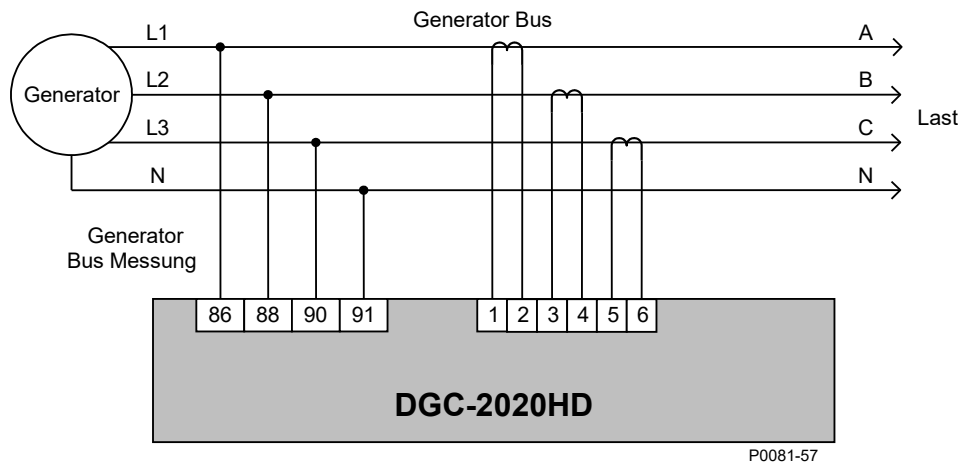 Generator Bus
L1
A
L2
B
Generator
L3
C
Last
N
N
Generator
Bus Messung
86 88 90 91 1 2 3 4 5 6
DGC-2020HD
P0081-57